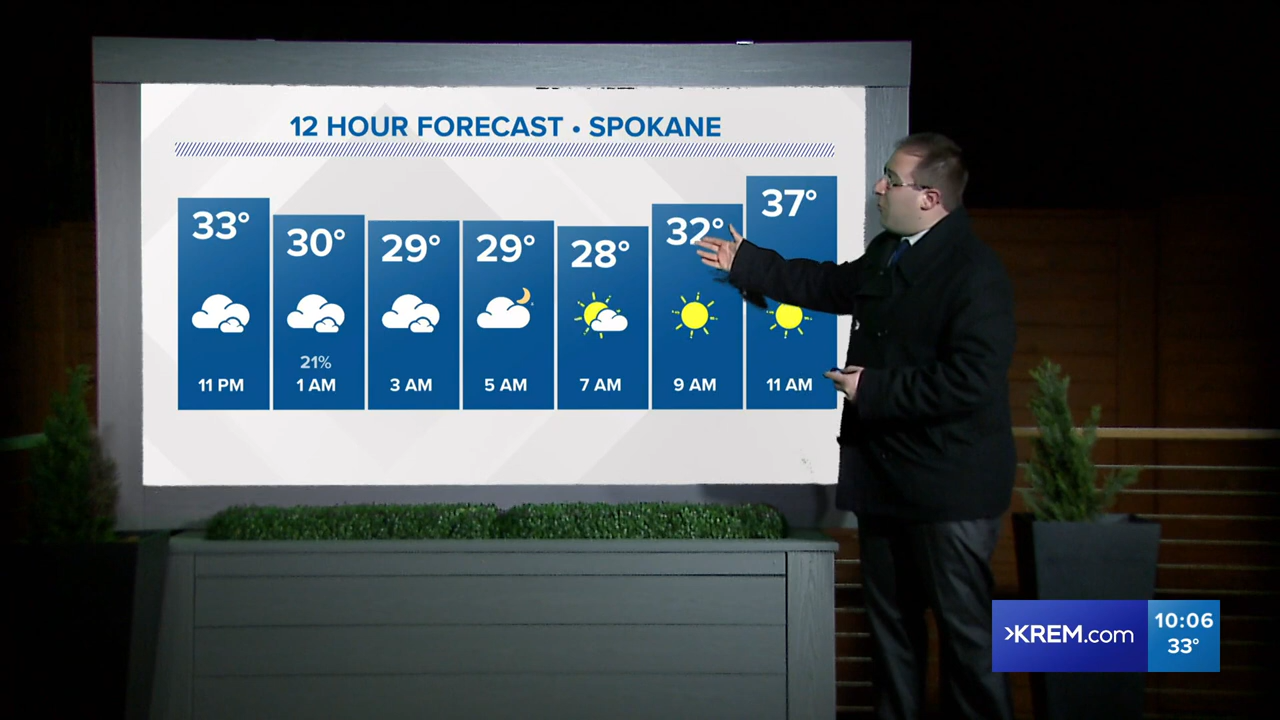 12 HOUR FORECAST • SPOKANE
33° 30° 29° 29° 28° 32° 37°
21%
11 PM 1 AM 3 AM 5 AM 7 AM 9 AM 11 AM
>KREM.com
10:06
33°